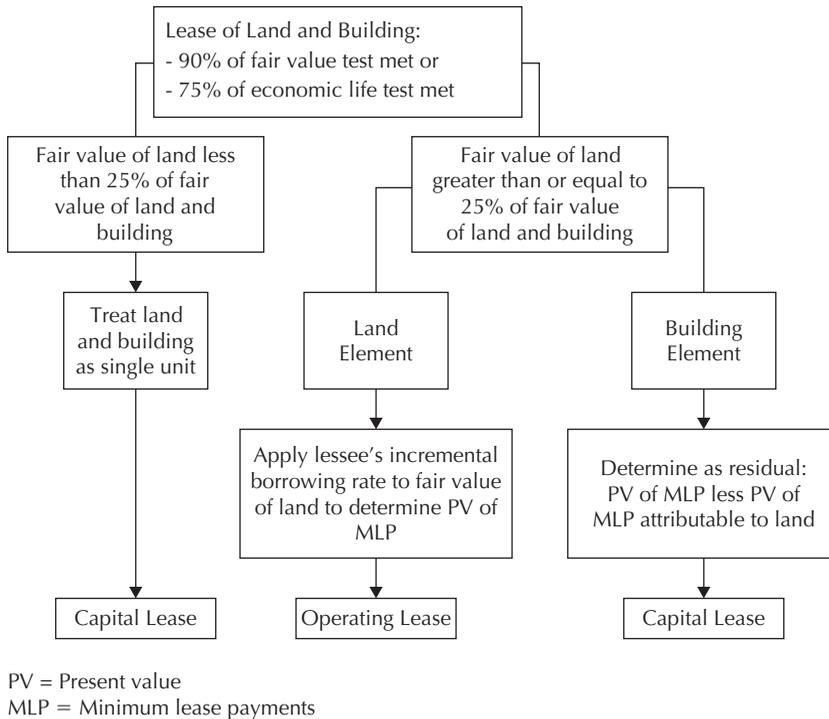 Lease of Land and Building:
- 90% of fair value test met or
- 75% of economic life test met
Fair value of land less
than 25% of fair
value of land and
building
Fair value of land
greater than or equal to
25% of fair value
of land and building
Treat land
and building
as single unit
Land
Element
Building
Element
Apply lessee’s incremental
borrowing rate to fair value
of land to determine PV of
MLP
Determine as residual:
PV of MLP less PV of
MLP attributable to land
Capital Lease
Operating Lease
Capital Lease
PV = Present value
MLP = Minimum lease payments